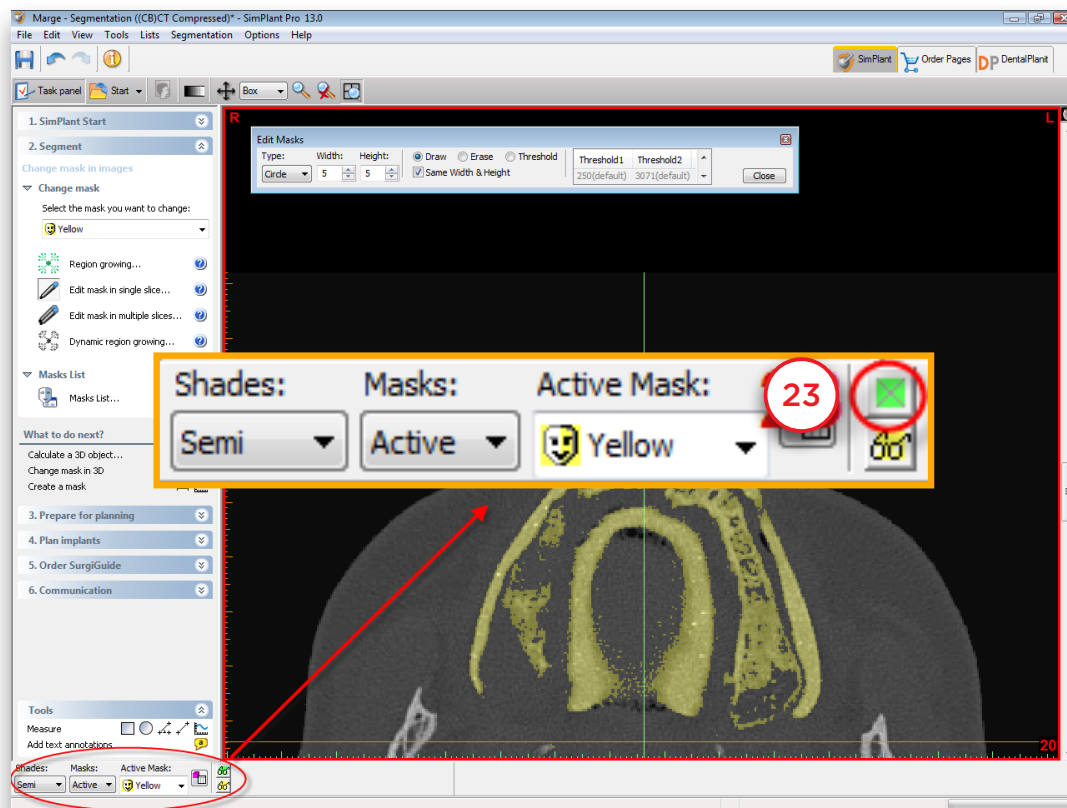 Marge - Segmentation ((CB)CT Compressed)* - SimPlant Pro 13.0
File Edit View Tools Lists Segmentation Options Help
SimPlant Order Pages DP DentalPlanit
Task panel Start Box
1. SimPlant Start
2. Segment
Change mask in images
Change mask
Select the mask you want to change:
Yellow
Region growing...
Edit mask in single slice...
Edit mask in multiple slices...
Dynamic region growing...
Masks List
Masks List...
What to do next?
Calculate a 3D object...
Change mask in 3D
Create a mask
3. Prepare for planning
4. Plan implants
5. Order SurgiGuide
6. Communication
Tools
Measure
Add text annotations
Shades: Masks: Active Mask:
Semi Active Yellow
R L
Edit Masks
Type: Width: Height: Draw Erase Threshold Threshold1 Threshold2
Circle 5 5 Same Width & Height 250(default) 3071(default) Close
Shades: Masks: Active Mask: 23
Semi Active Yellow
20